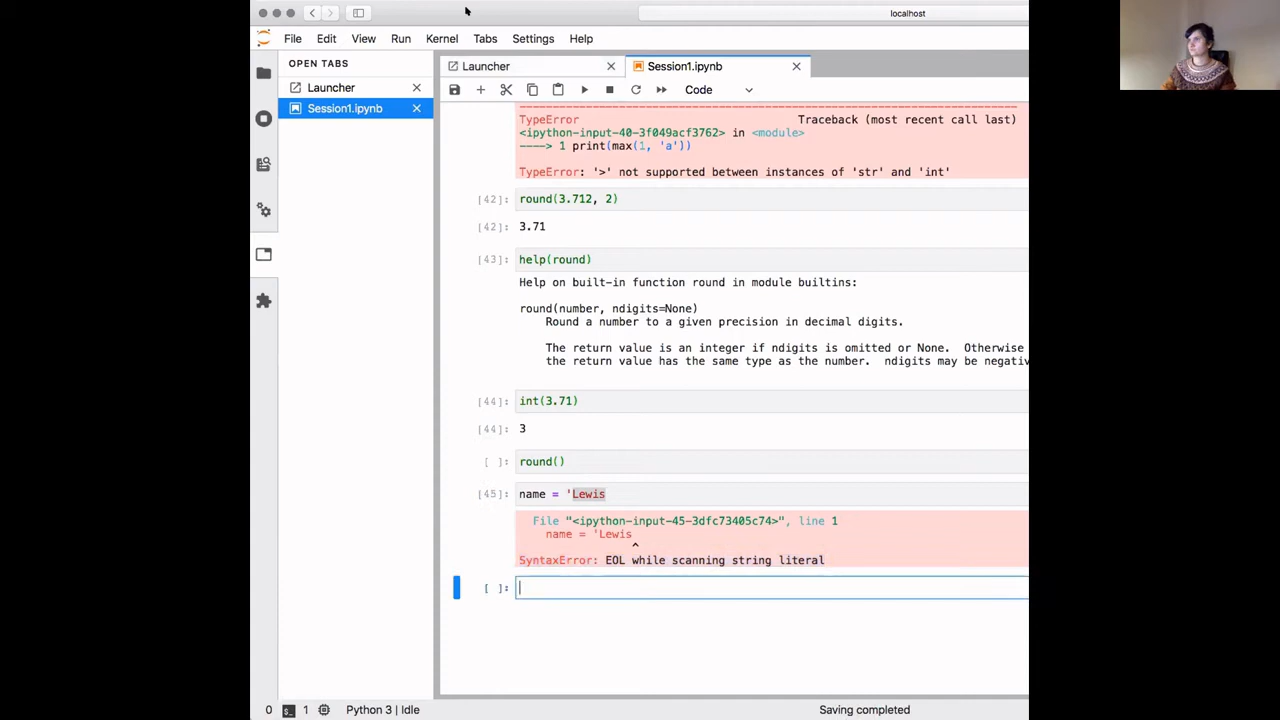 localhost
File Edit View Run Kernel Tabs Settings Help
OPEN TABS
Launcher
Session1.ipynb
Launcher
Session1.ipynb
Code
TypeError Traceback (most recent call last)
<ipython-input-40-3f049acf3762> in <module>
----> 1 print(max(1, 'a'))
TypeError: '>' not supported between instances of 'str' and 'int'
[42]: round(3.712, 2)
[42]: 3.71
[43]: help(round)
Help on built-in function round in module builtins:
round(number, ndigits=None)
Round a number to a given precision in decimal digits.
The return value is an integer if ndigits is omitted or None.  Otherwise
the return value has the same type as the number.  ndigits may be negativ
[44]: int(3.71)
[44]: 3
[ ]: round()
[45]: name = 'Lewis
File "<ipython-input-45-3dfc73405c74>", line 1
name = 'Lewis
^
SyntaxError: EOL while scanning string literal
[ ]:
0 $_ 1 Python 3 | Idle Saving completed